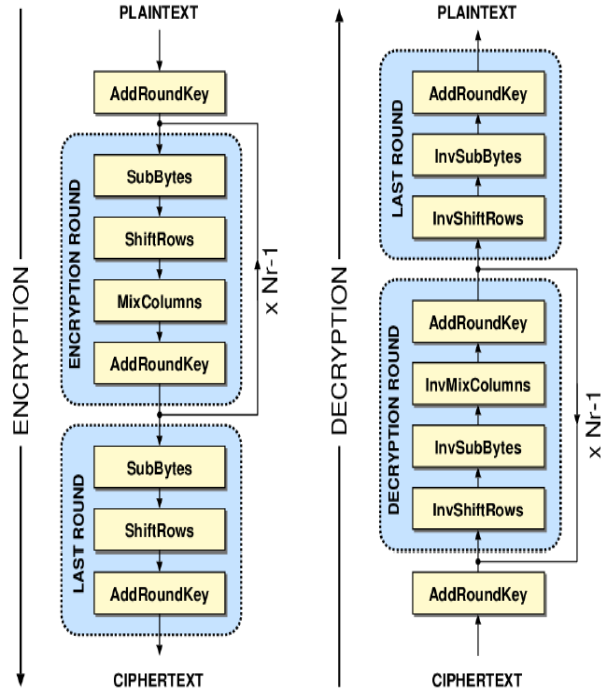 PLAINTEXT
AddRoundKey
SubBytes
ShiftRows
MixColumns
AddRoundKey
ENCRYPTION ROUND
x Nr-1
SubBytes
ShiftRows
AddRoundKey
LAST ROUND
CIPHERTEXT
ENCRYPTION
PLAINTEXT
AddRoundKey
InvSubBytes
InvShiftRows
LAST ROUND
AddRoundKey
InvMixColumns
InvSubBytes
InvShiftRows
DECRYPTION ROUND
x Nr-1
AddRoundKey
CIPHERTEXT
DECRYPTION